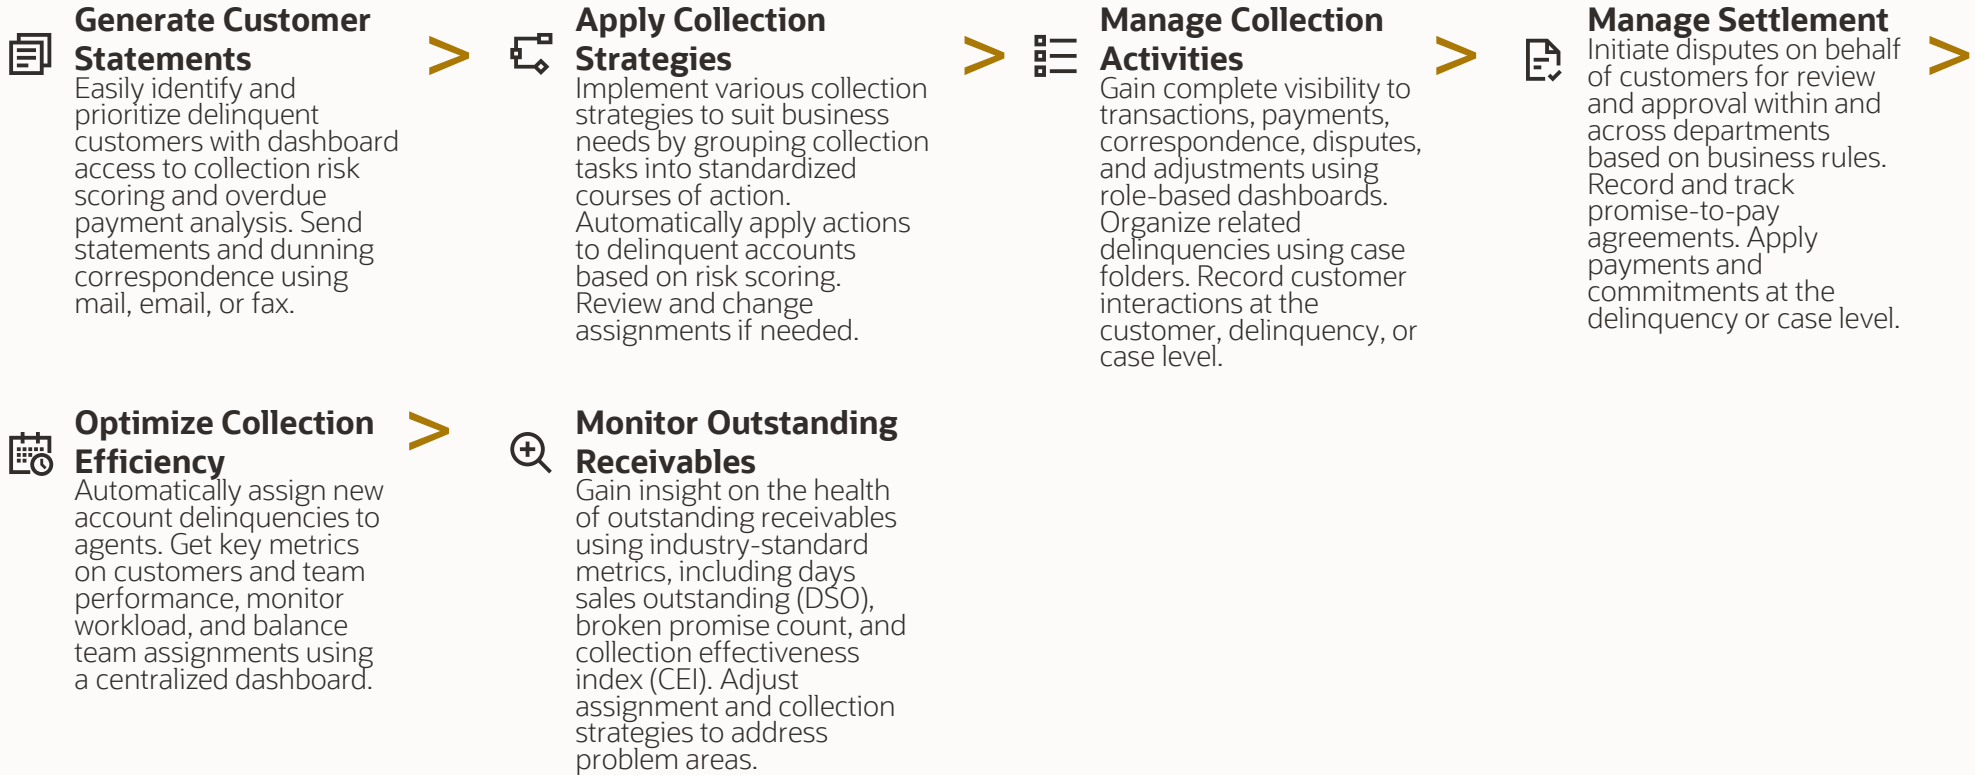 Generate Customer
Statements
Easily identify and
prioritize delinquent
customers with dashboard
access to collection risk
scoring and overdue
payment analysis. Send
statements and dunning
correspondence using
mail, email, or fax.
>
Apply Collection
Strategies
Implement various collection
strategies to suit business
needs by grouping collection
tasks into standardized
courses of action.
Automatically apply actions
to delinquent accounts
based on risk scoring.
Review and change
assignments if needed.
>
Manage Collection
Activities
Gain complete visibility to
transactions, payments,
correspondence, disputes,
and adjustments using
role-based dashboards.
Organize related
delinquencies using case
folders. Record customer
interactions at the
customer, delinquency, or
case level.
>
Manage Settlement
Initiate disputes on behalf
of customers for review
and approval within and
across departments
based on business rules.
Record and track
promise-to-pay
agreements. Apply
payments and
commitments at the
delinquency or case level.
>
Optimize Collection
Efficiency
Automatically assign new
account delinquencies to
agents. Get key metrics
on customers and team
performance, monitor
workload, and balance
team assignments using
a centralized dashboard.
>
Monitor Outstanding
Receivables
Gain insight on the health
of outstanding receivables
using industry-standard
metrics, including days
sales outstanding (DSO),
broken promise count, and
collection effectiveness
index (CEI). Adjust
assignment and collection
strategies to address
problem areas.